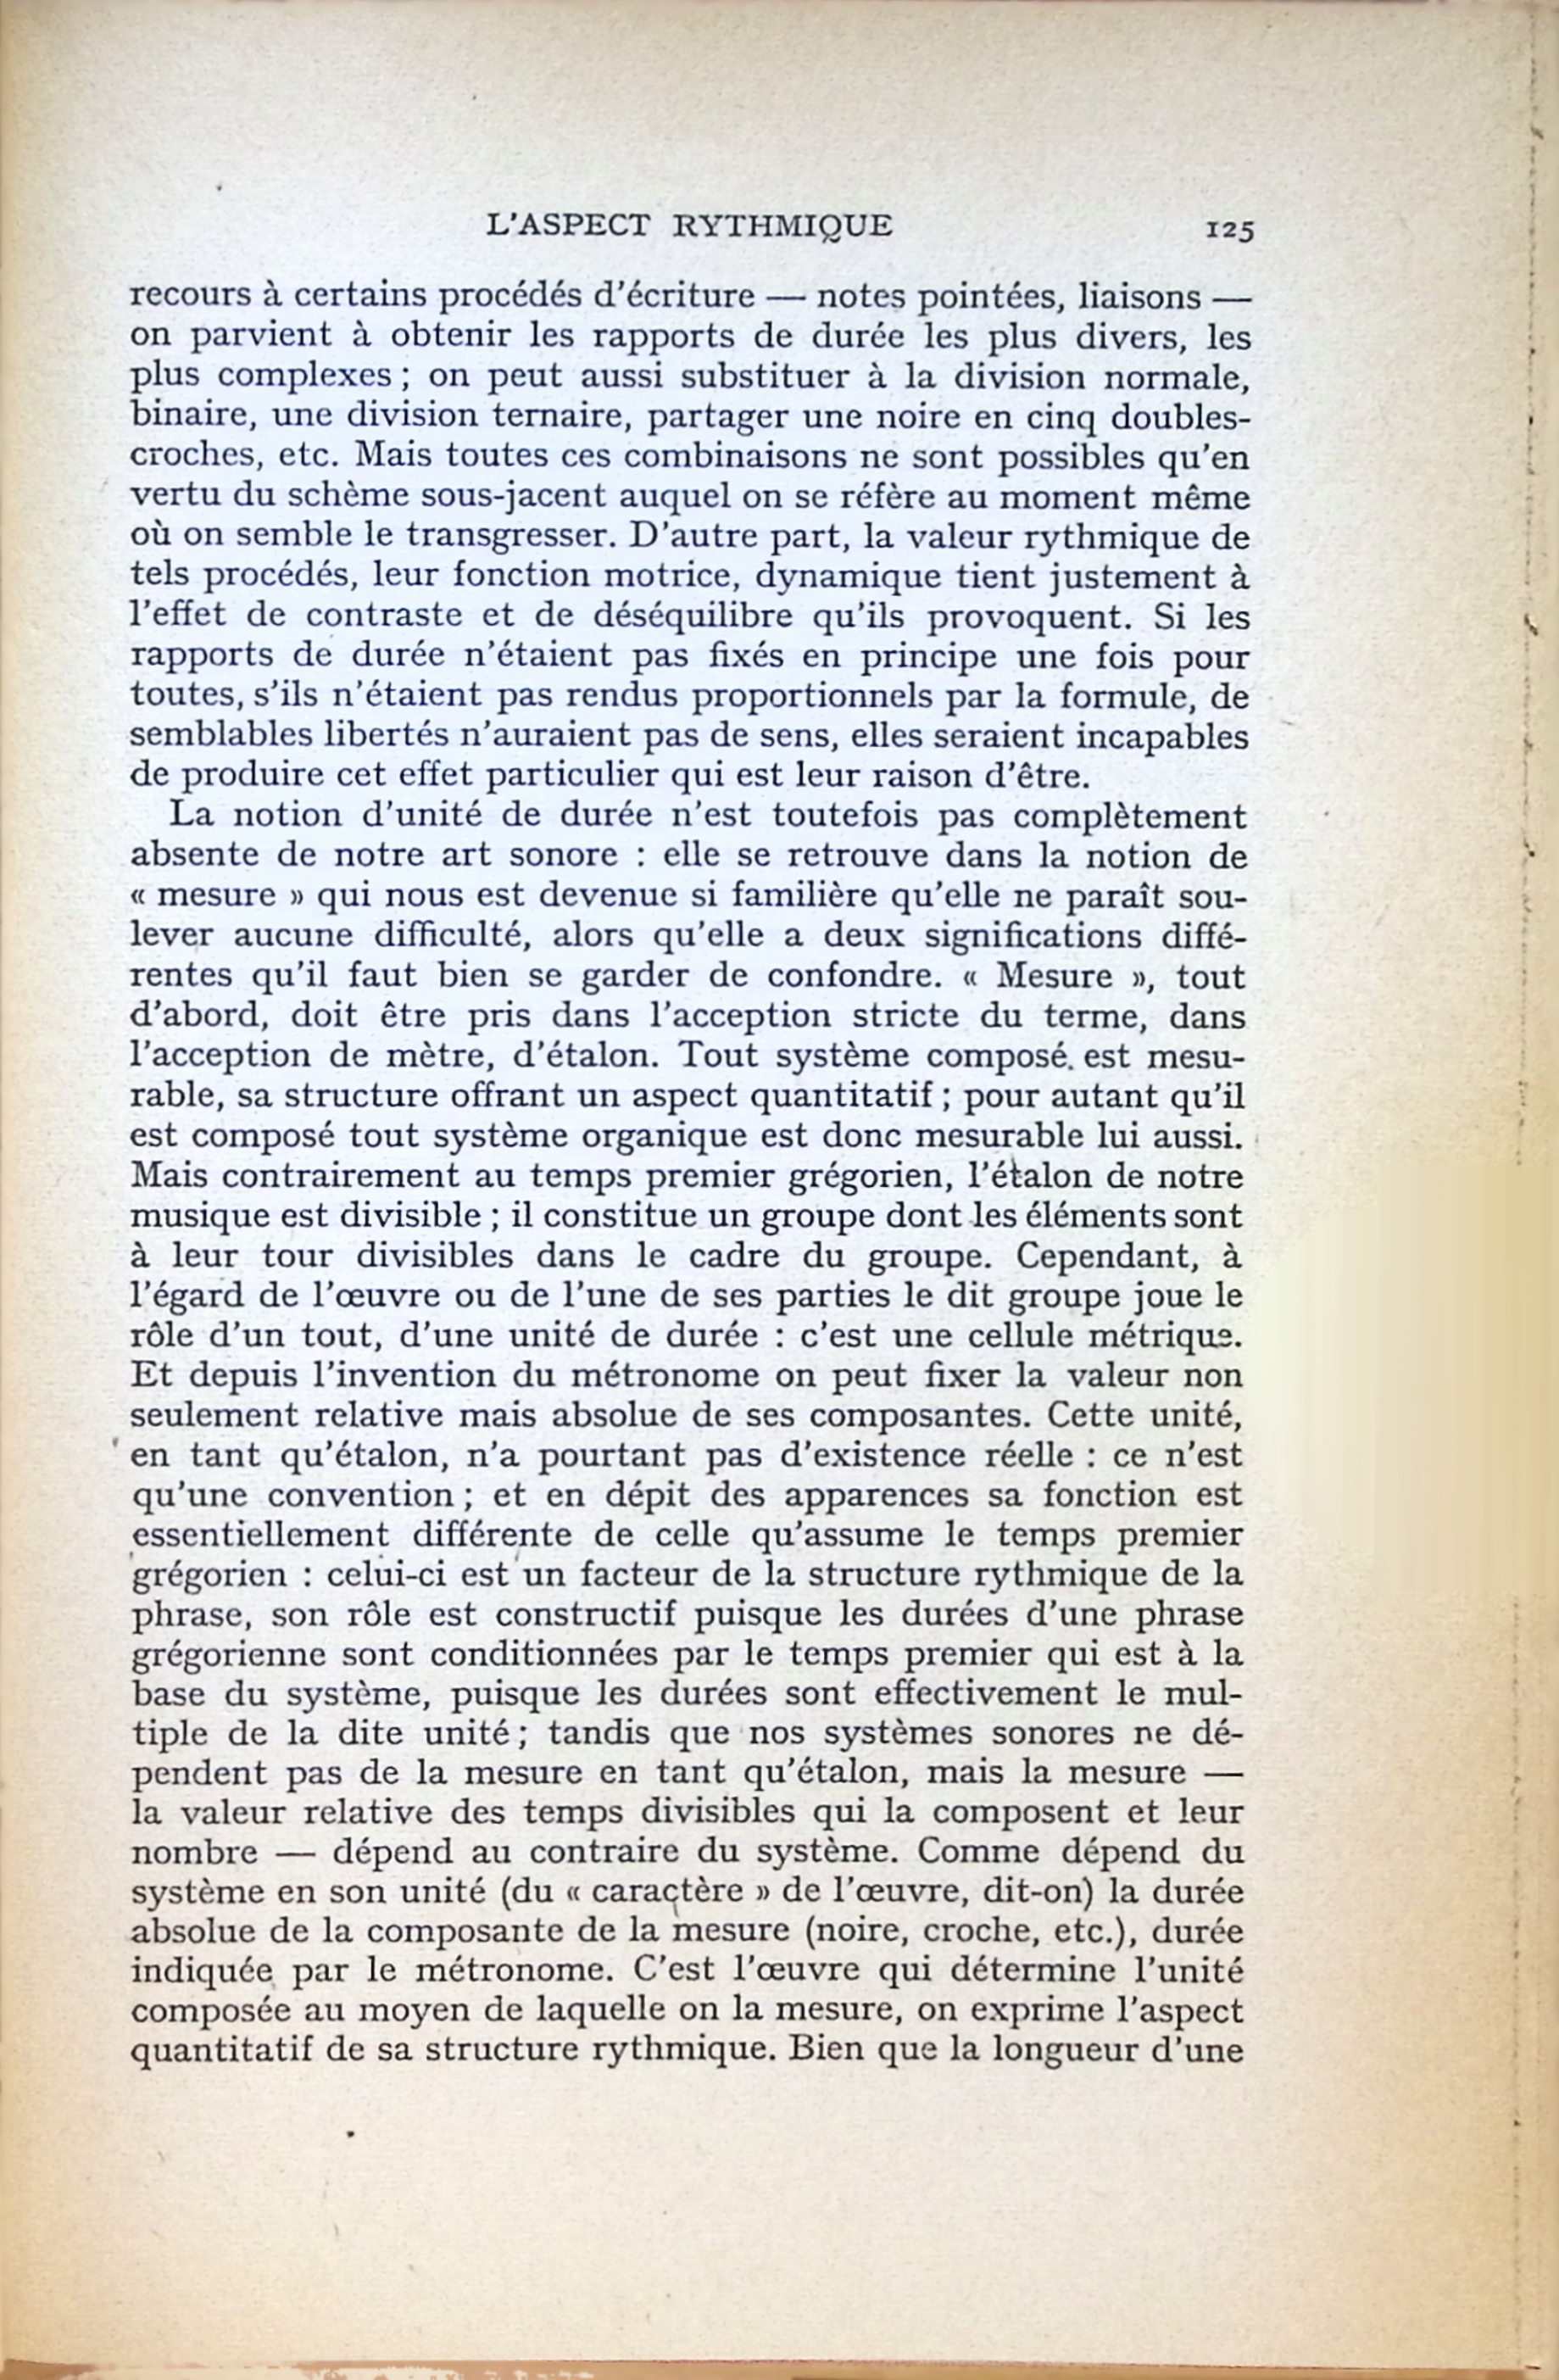 L'ASPECT RYTHMIQUE 125
recours à certains procédés d'écriture — notes pointées, liaisons —
on parvient à obtenir les rapports de durée les plus divers, les
plus complexes ; on peut aussi substituer à la division normale,
binaire, une division ternaire, partager une noire en cinq doubles-
croches, etc. Mais toutes ces combinaisons ne sont possibles qu'en
vertu du schème sous-jacent auquel on se réfère au moment même
où on semble le transgresser. D'autre part, la valeur rythmique de
tels procédés, leur fonction motrice, dynamique tient justement à
l'effet de contraste et de déséquilibre qu'ils provoquent. Si les
rapports de durée n'étaient pas fixés en principe une fois pour
toutes, s'ils n'étaient pas rendus proportionnels par la formule, de
semblables libertés n'auraient pas de sens, elles seraient incapables
de produire cet effet particulier qui est leur raison d'être.
La notion d'unité de durée n'est toutefois pas complètement
absente de notre art sonore : elle se retrouve dans la notion de
« mesure » qui nous est devenue si familière qu'elle ne paraît sou-
lever aucune difficulté, alors qu'elle a deux significations diffé-
rentes qu'il faut bien se garder de confondre. « Mesure », tout
d'abord, doit être pris dans l'acception stricte du terme, dans
l'acception de mètre, d'étalon. Tout système composé est mesu-
rable, sa structure offrant un aspect quantitatif ; pour autant qu'il
est composé tout système organique est donc mesurable lui aussi.
Mais contrairement au temps premier grégorien, l'étalon de notre
musique est divisible ; il constitue un groupe dont les éléments sont
à leur tour divisibles dans le cadre du groupe. Cependant, à
l'égard de l'œuvre ou de l'une de ses parties le dit groupe joue le
rôle d'un tout, d'une unité de durée : c'est une cellule métrique.
Et depuis l'invention du métronome on peut fixer la valeur non
seulement relative mais absolue de ses composantes. Cette unité,
en tant qu'étalon, n'a pourtant pas d'existence réelle : ce n'est
qu'une convention ; et en dépit des apparences sa fonction est
essentiellement différente de celle qu'assume le temps premier
grégorien : celui-ci est un facteur de la structure rythmique de la
phrase, son rôle est constructif puisque les durées d'une phrase
grégorienne sont conditionnées par le temps premier qui est à la
base du système, puisque les durées sont effectivement le mul-
tiple de la dite unité ; tandis que nos systèmes sonores ne dé-
pendent pas de la mesure en tant qu'étalon, mais la mesure —
la valeur relative des temps divisibles qui la composent et leur
nombre — dépend au contraire du système. Comme dépend du
système en son unité (du « caractère » de l'œuvre, dit-on) la durée
absolue de la composante de la mesure (noire, croche, etc.), durée
indiquée par le métronome. C'est l'œuvre qui détermine l'unité
composée au moyen de laquelle on la mesure, on exprime l'aspect
quantitatif de sa structure rythmique. Bien que la longueur d'une